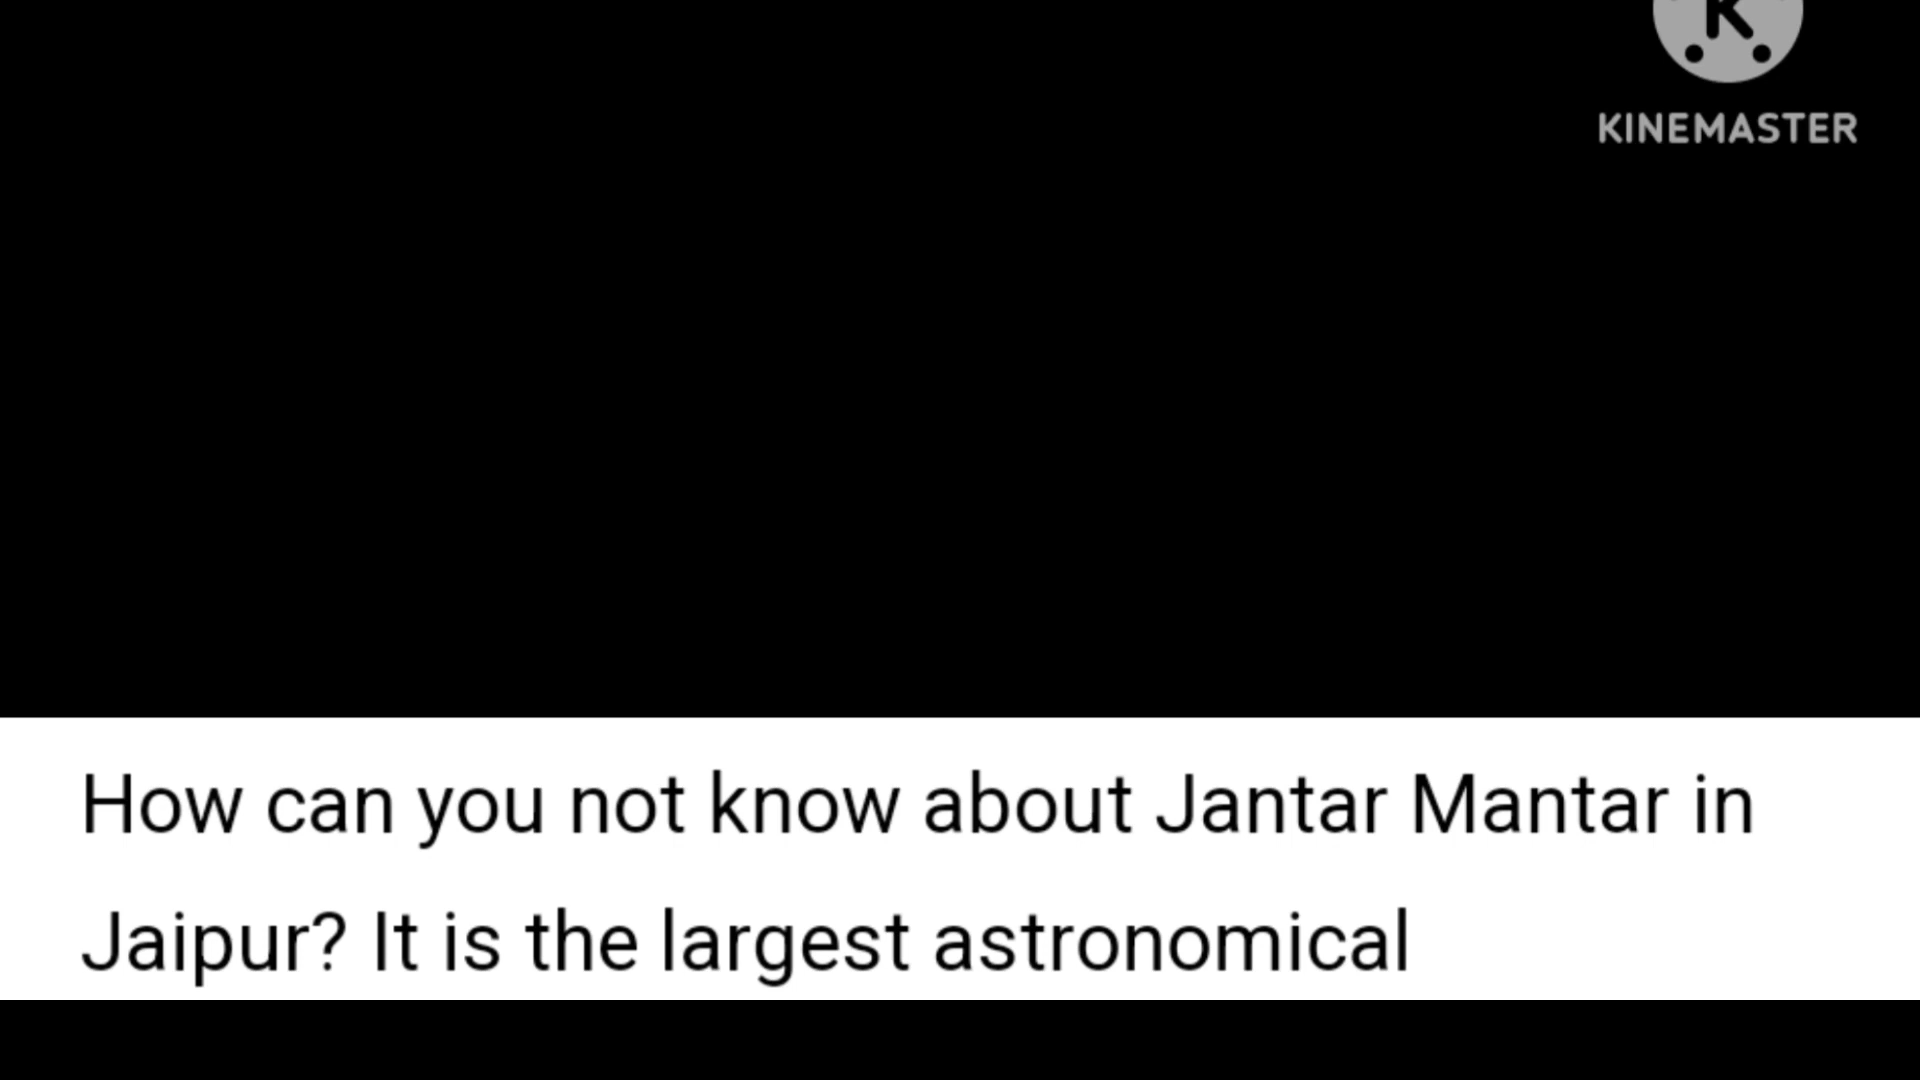 KINEMASTER
How can you not know about Jantar Mantar in
Jaipur? It is the largest astronomical